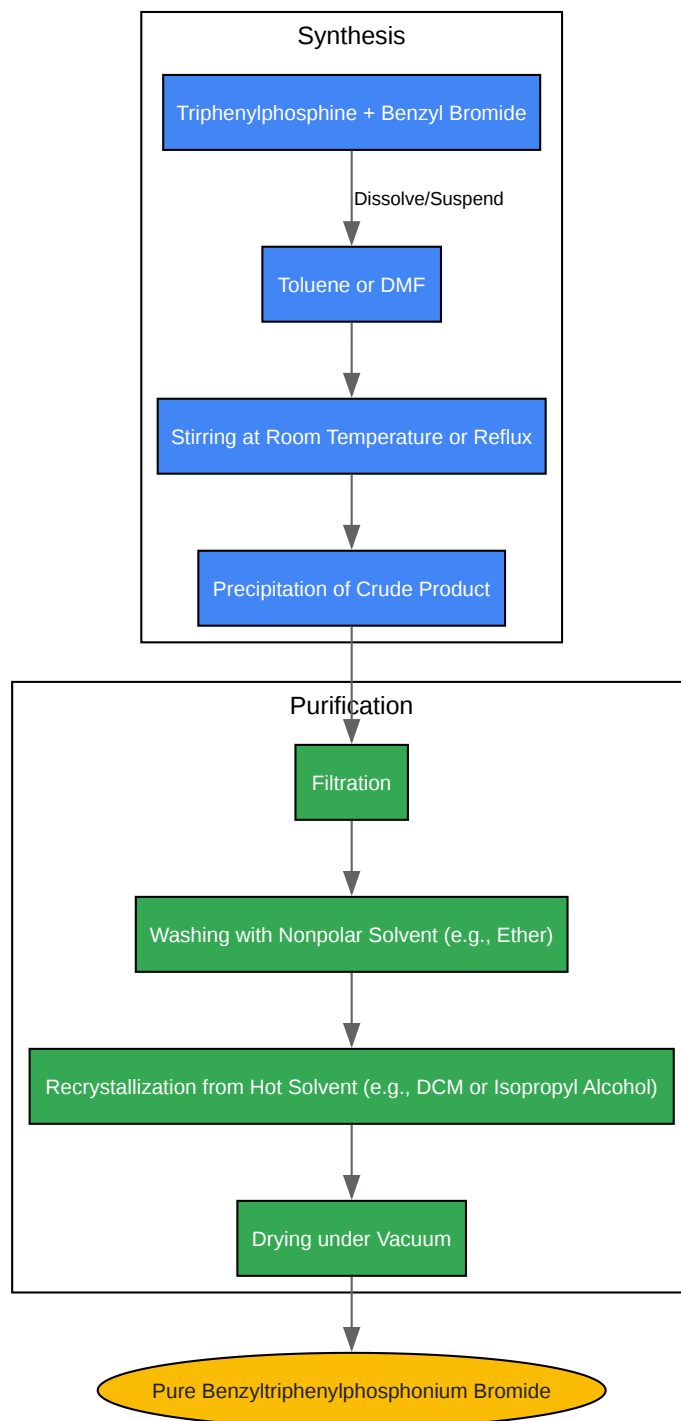 Synthesis
Triphenylphosphine + Benzyl Bromide
Dissolve/Suspend
Toluene or DMF
Stirring at Room Temperature or Reflux
Precipitation of Crude Product
Purification
Filtration
Washing with Nonpolar Solvent (e.g., Ether)
Recrystallization from Hot Solvent (e.g., DCM or Isopropyl Alcohol)
Drying under Vacuum
Pure Benzyltriphenylphosphonium Bromide